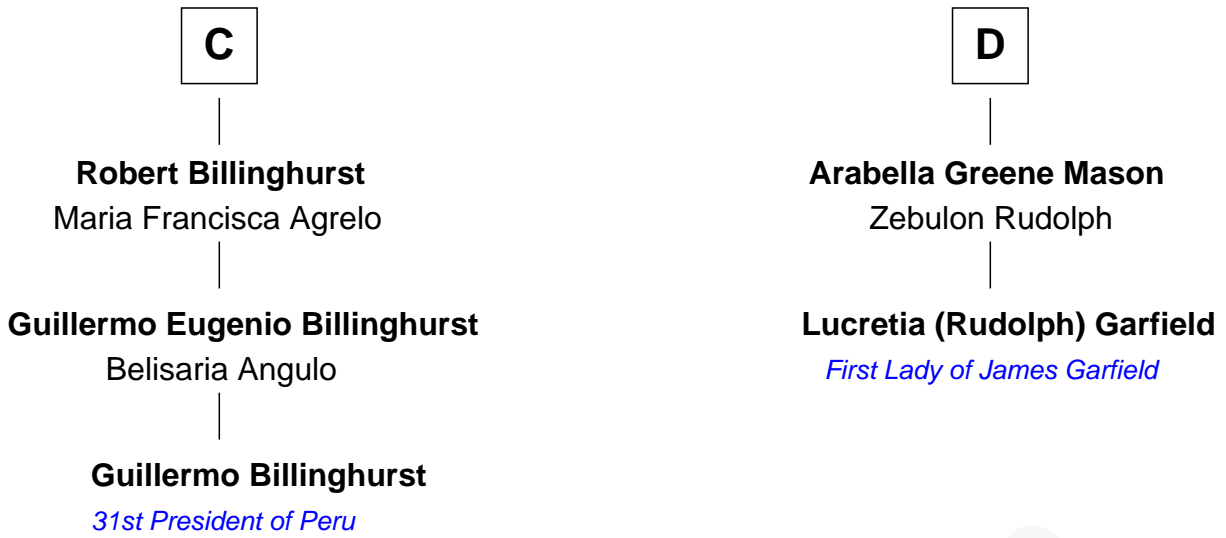 C
Robert Billinghurst
Maria Francisca Agrelo
Guillermo Eugenio Billinghurst
Belisaria Angulo
Guillermo Billinghurst
31st President of Peru
D
Arabella Greene Mason
Zebulon Rudolph
Lucretia (Rudolph) Garfield
First Lady of James Garfield